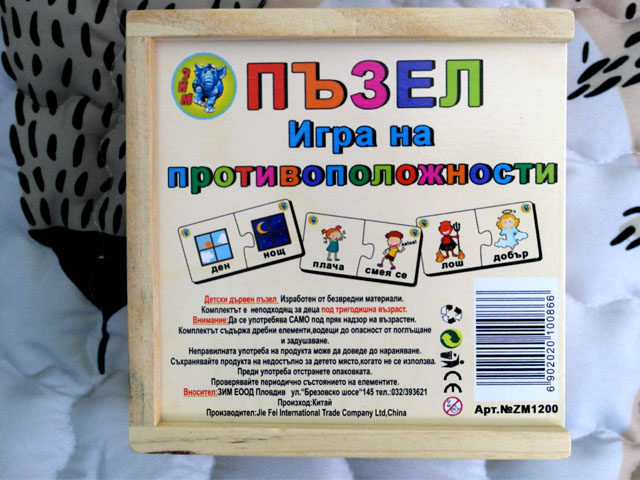 ЗИМ
ПЪЗЕЛ
Игра на
противоположности
ден
нощ
плача
смея се
хаха!
лош
добър
Детски дървен пъзел Изработен от безвредни материали.
Комплектът е неподходящ за деца под тригодишна възраст.
Внимание:Да се употребява САМО под пряк надзор на възрастен.
Комплектът съдържа дребни елементи,водещи до опасност от поглъщане
и задушаване.
Неправилната употреба на продукта може да доведе до нараняване.
Съхранявайте продукта на недостъпно за детето място,когато не се използва.
Преди употреба отстранете опаковката.
Проверявайте периодично състоянието на елементите.
Вносител:ЗИМ ЕООД Пловдив ул."Брезовско шосе"145 тел.:032/393621
Произход:Китай
Производител:Jie Fei International Trade Company Ltd,China
CE
0-3
6902020100866
Арт.№ZM1200